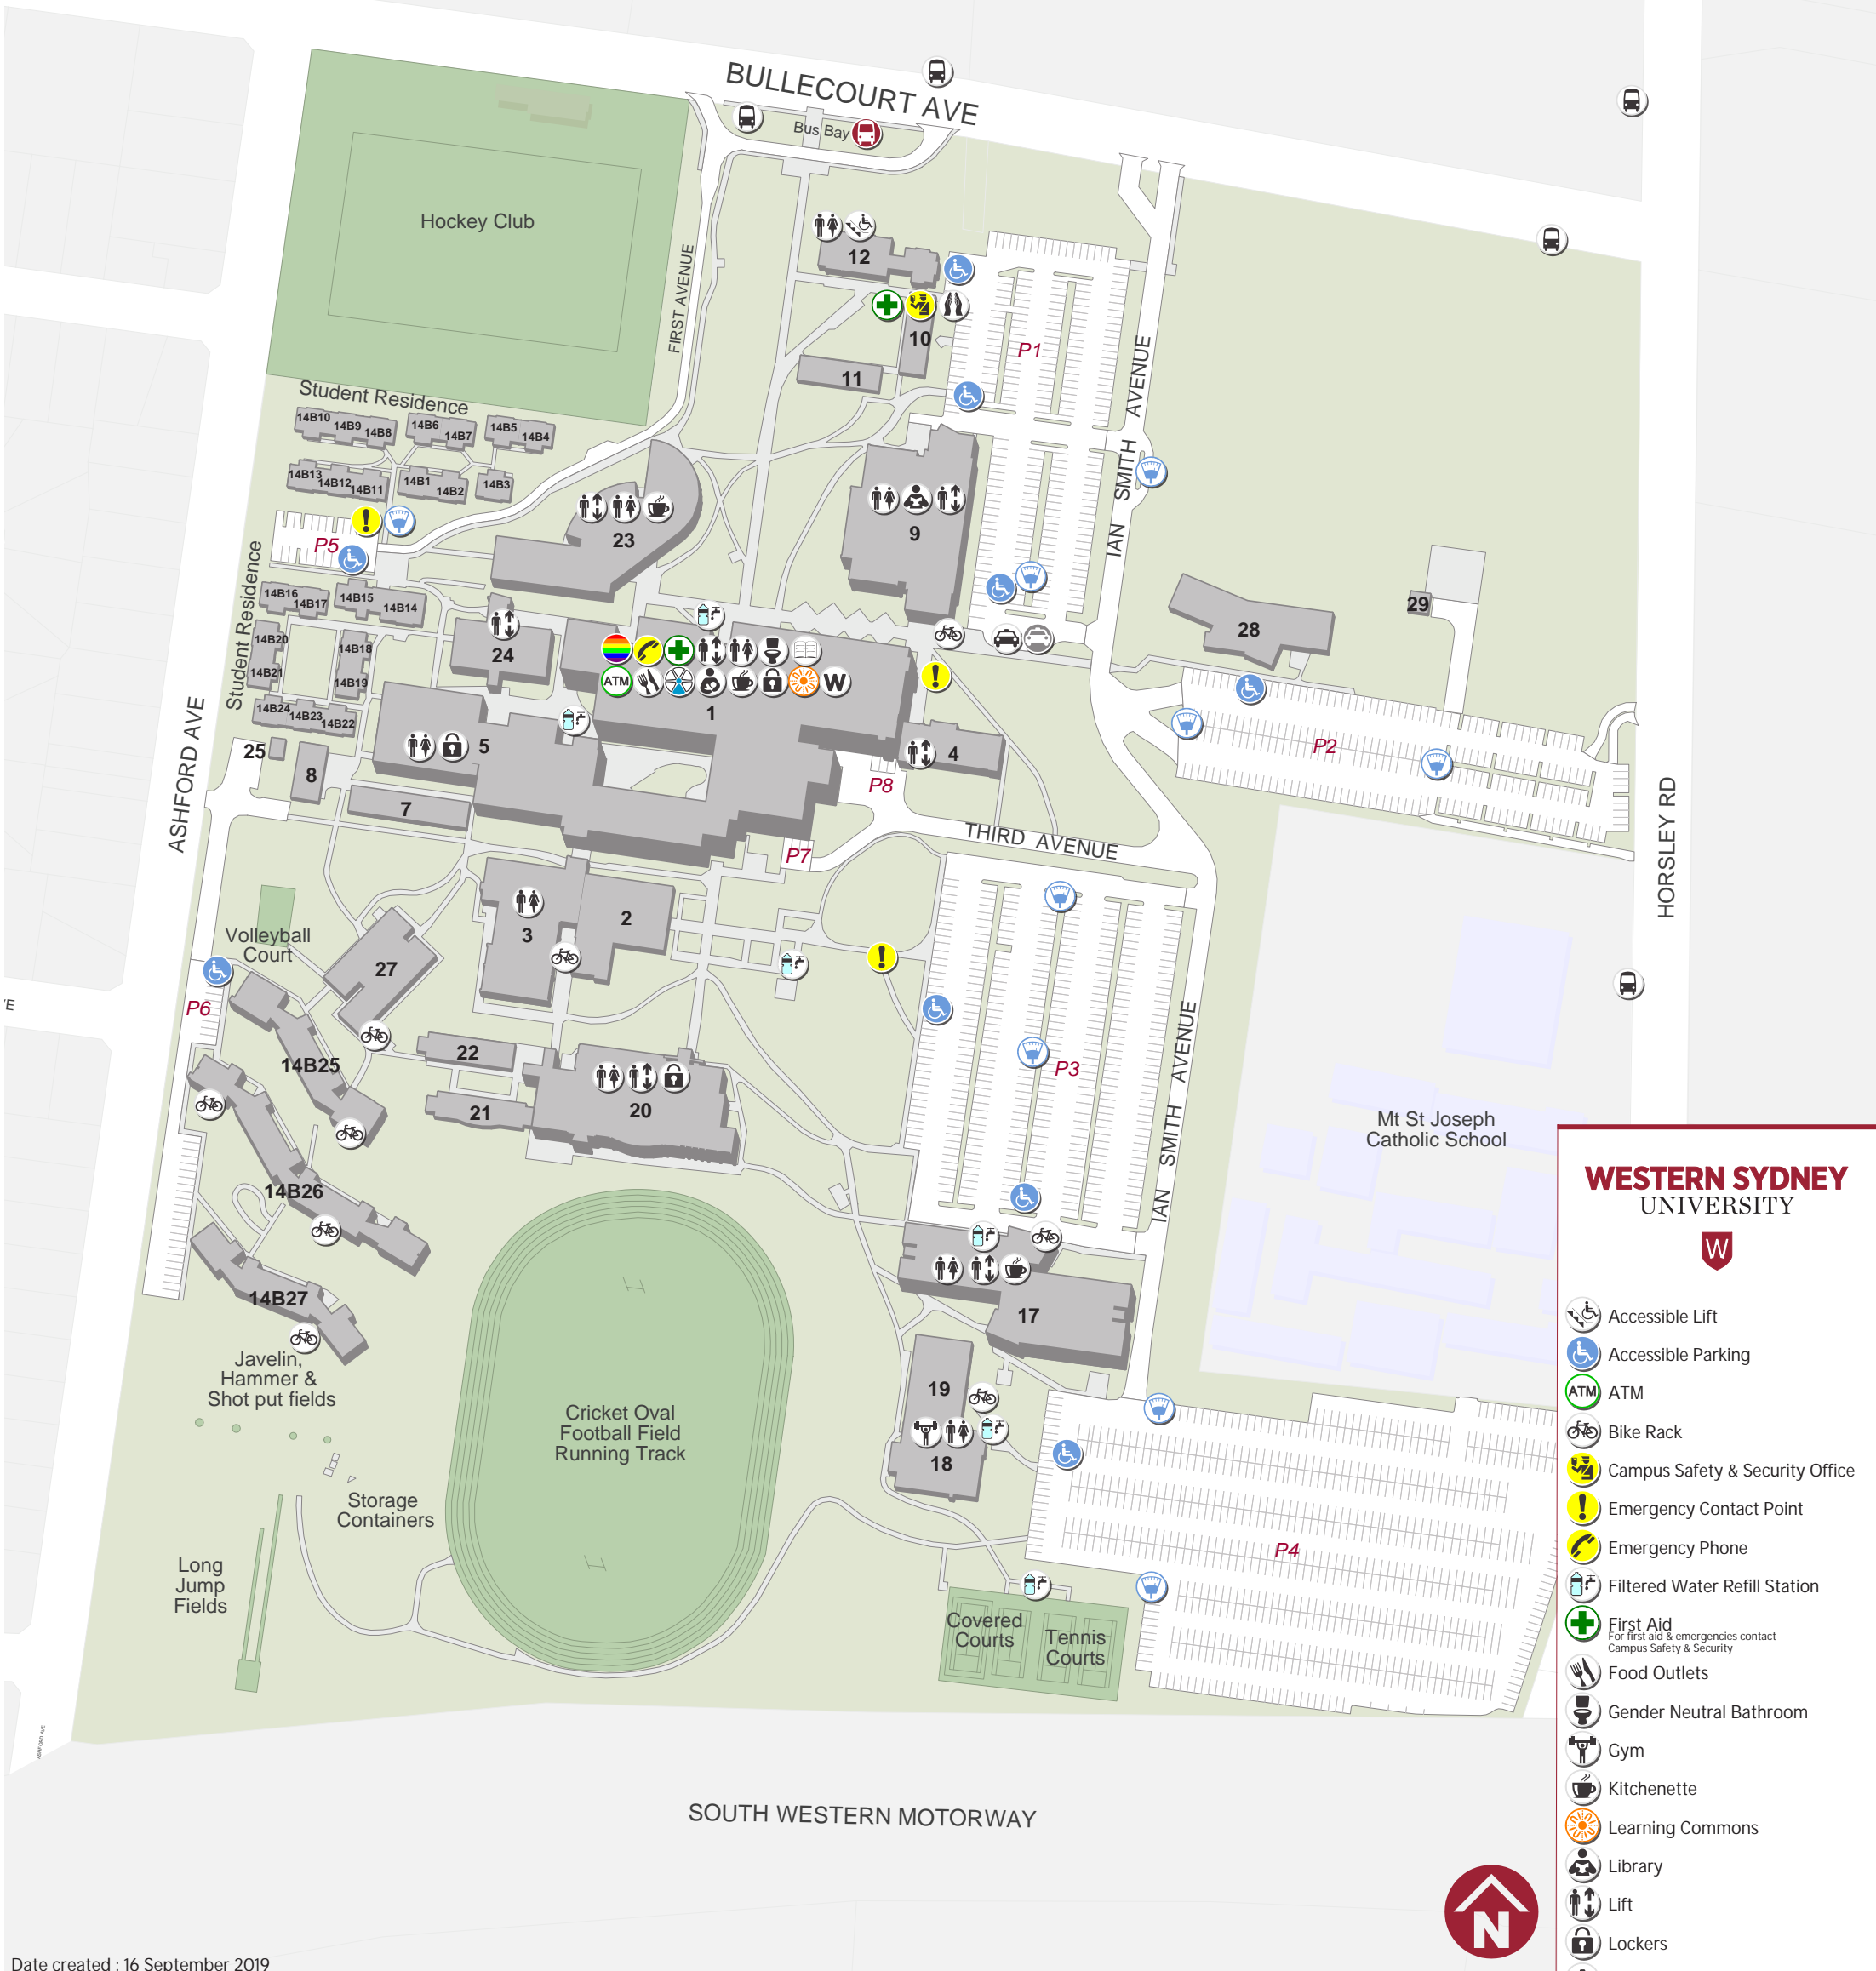 BULLECOURT AVE
Bus Bay
Hockey Club
12
FIRST AVENUE
10
P1
11
IAN SMITH AVENUE
Student Residence
14B10
14B9
14B8
14B6
14B7
14B5
14B4
14B13
14B12
14B11
14B1
14B2
14B3
23
9
P5
Student Residence
14B16
14B17
14B15
14B14
14B20
14B21
14B18
14B19
14B24
14B23
14B22
24
28
29
ATM
W
1
25
8
5
4
P2
P8
7
ASHFORD AVE
HORSLEY RD
THIRD AVENUE
P7
2
3
Volleyball
Court
27
P6
'E
22
14B25
21
20
P3
IAN SMITH AVENUE
Mt St Joseph
Catholic School
14B26
14B27
17
Javelin,
Hammer &
Shot put fields
19
18
Cricket Oval
Football Field
Running Track
Storage
Containers
Long
Jump
Fields
P4
Covered
Courts
Tennis
Courts
ASHFORD AVE
SOUTH WESTERN MOTORWAY
N
Date created : 16 September 2019
WESTERN SYDNEY
UNIVERSITY
W
Accessible Lift
Accessible Parking
ATM ATM
Bike Rack
Campus Safety & Security Office
Emergency Contact Point
Emergency Phone
Filtered Water Refill Station
First Aid
For first aid & emergencies contact
Campus Safety & Security
Food Outlets
Gender Neutral Bathroom
Gym
Kitchenette
Learning Commons
Library
Lift
Lockers